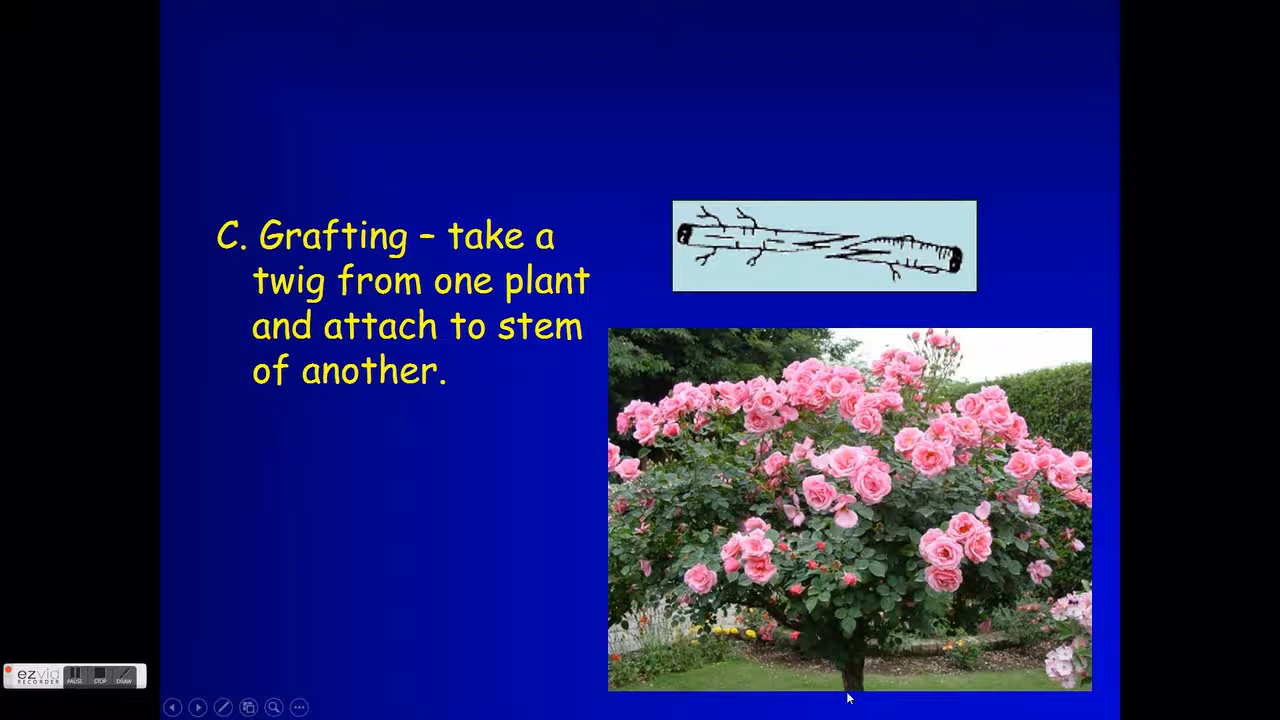 C. Grafting – take a
twig from one plant
and attach to stem
of another.
ezvid
RECORDER
PAUSE
STOP
DRAW